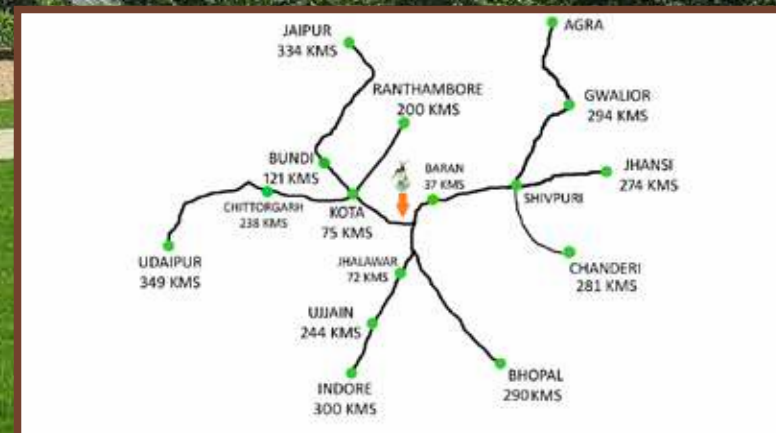 AGRA
JAIPUR
334 KMS
RANTHAMBORE
200 KMS
GWALIOR
294 KMS
BUNDI
121 KMS
BARAN
37 KMS
JHANSI
274 KMS
CHITTORGARH
238 KMS
KOTA
75 KMS
SHIVPURI
UDAIPUR
349 KMS
JHALAWAR
72 KMS
CHANDERI
281 KMS
UJJAIN
244 KMS
INDORE
300 KMS
BHOPAL
290KMS